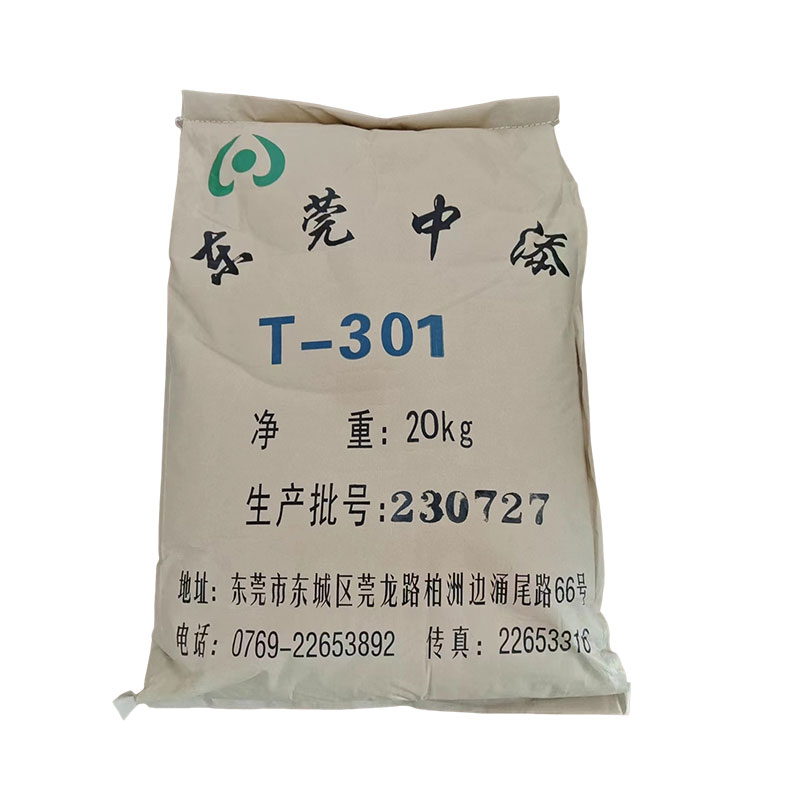 东莞中添
T-301
净 重: 20kg
生产批号:230727
地址: 东莞市东城区莞龙路柏洲边涌尾路66号
电话: 0769-22653892 传真: 22653316